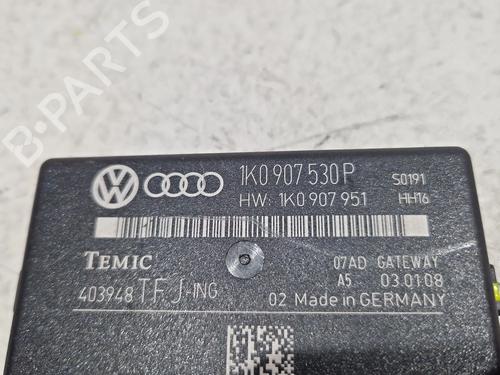 B-PARTS
1K0 907 530 P S0191
HW: 1K0 907 951 HH16
TEMIC 07AD GATEWAY
403948 TF J-ING A5 03.01.08
02 Made in GERMANY